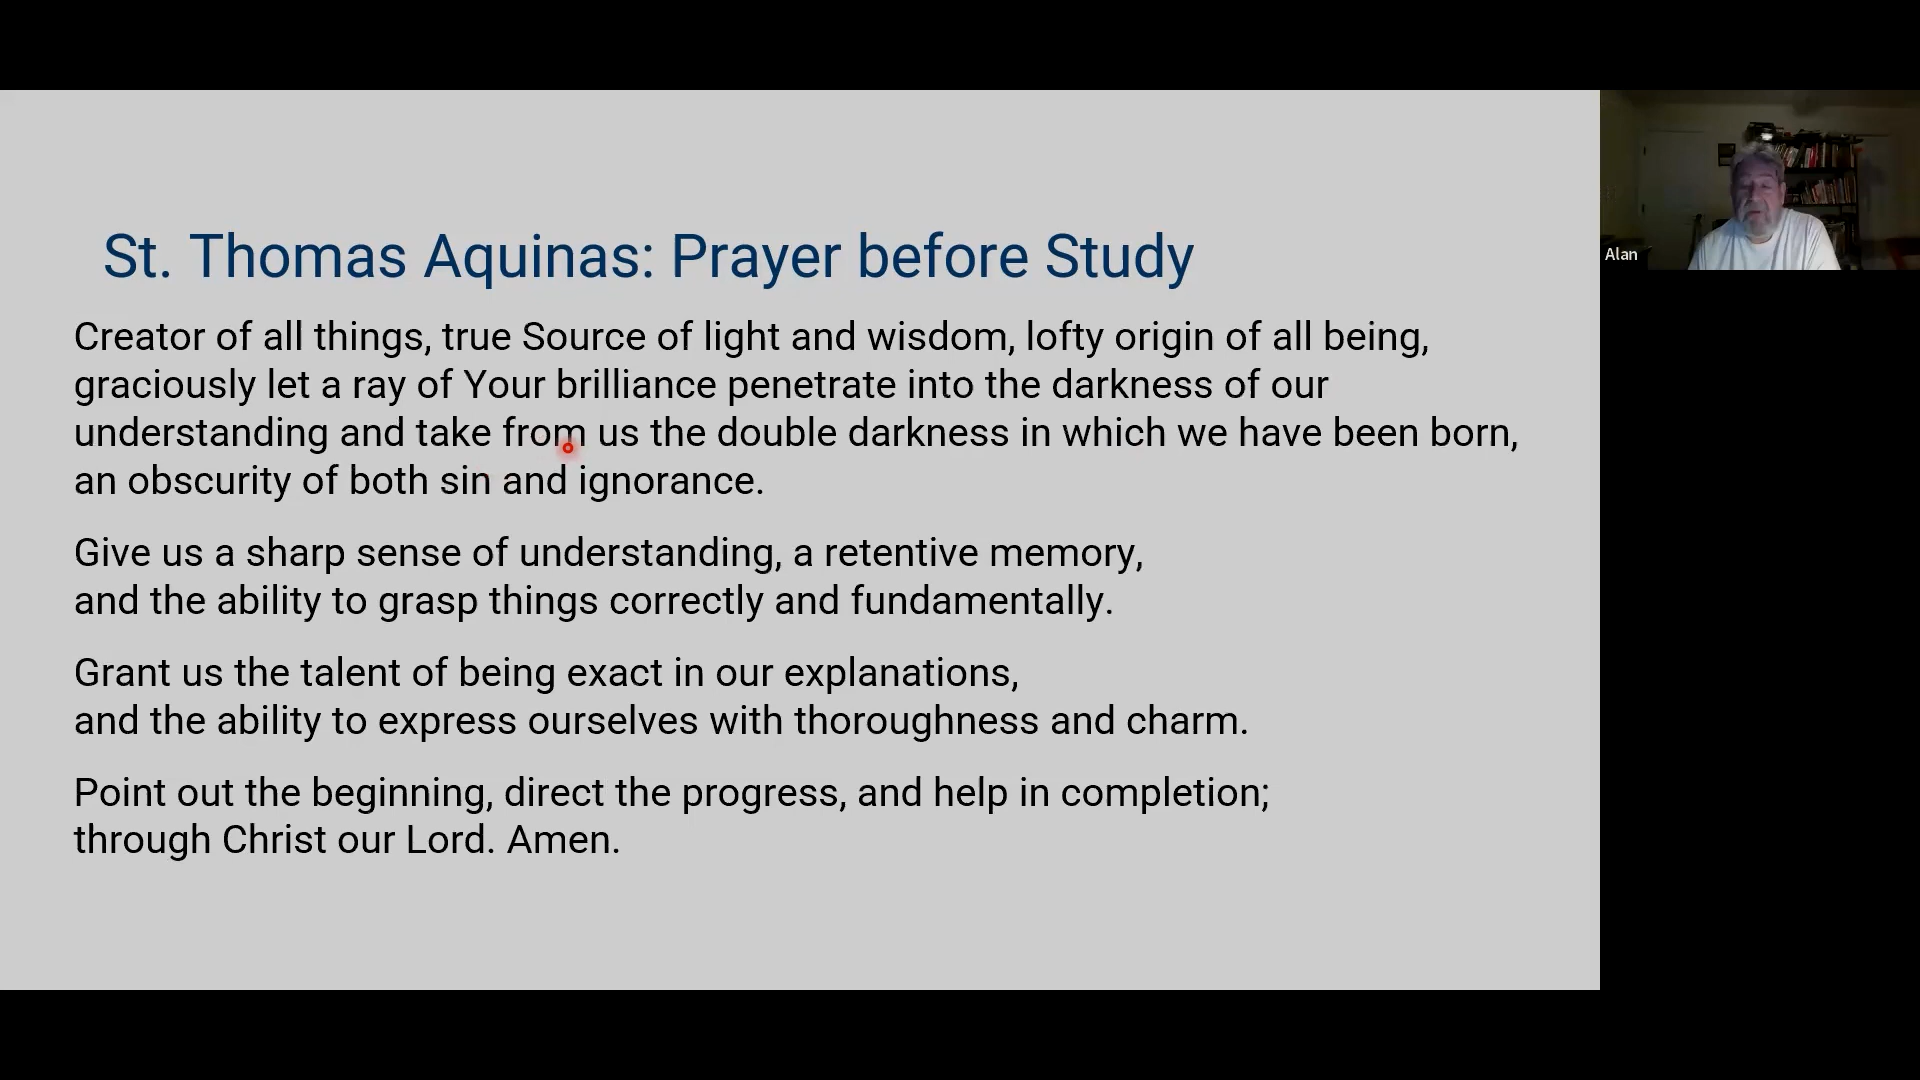 St. Thomas Aquinas: Prayer before Study
Creator of all things, true Source of light and wisdom, lofty origin of all being,
graciously let a ray of Your brilliance penetrate into the darkness of our
understanding and take from us the double darkness in which we have been born,
an obscurity of both sin and ignorance.
Give us a sharp sense of understanding, a retentive memory,
and the ability to grasp things correctly and fundamentally.
Grant us the talent of being exact in our explanations,
and the ability to express ourselves with thoroughness and charm.
Point out the beginning, direct the progress, and help in completion;
through Christ our Lord. Amen.
Alan